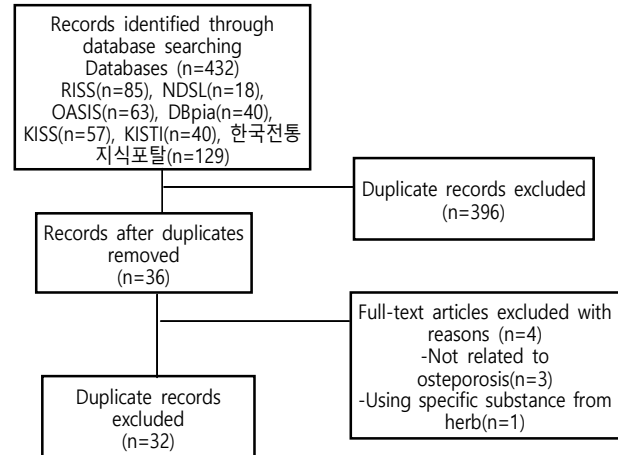 Records identified through
database searching
Databases (n=432)
RISS(n=85), NDSL(n=18),
OASIS(n=63), DBpia(n=40),
KISS(n=57), KISTI(n=40), 한국전통
지식포탈(n=129)
Duplicate records excluded
(n=396)
Records after duplicates
removed
(n=36)
Full-text articles excluded with
reasons (n=4)
-Not related to
osteporosis(n=3)
-Using specific substance from
herb(n=1)
Duplicate records
excluded
(n=32)